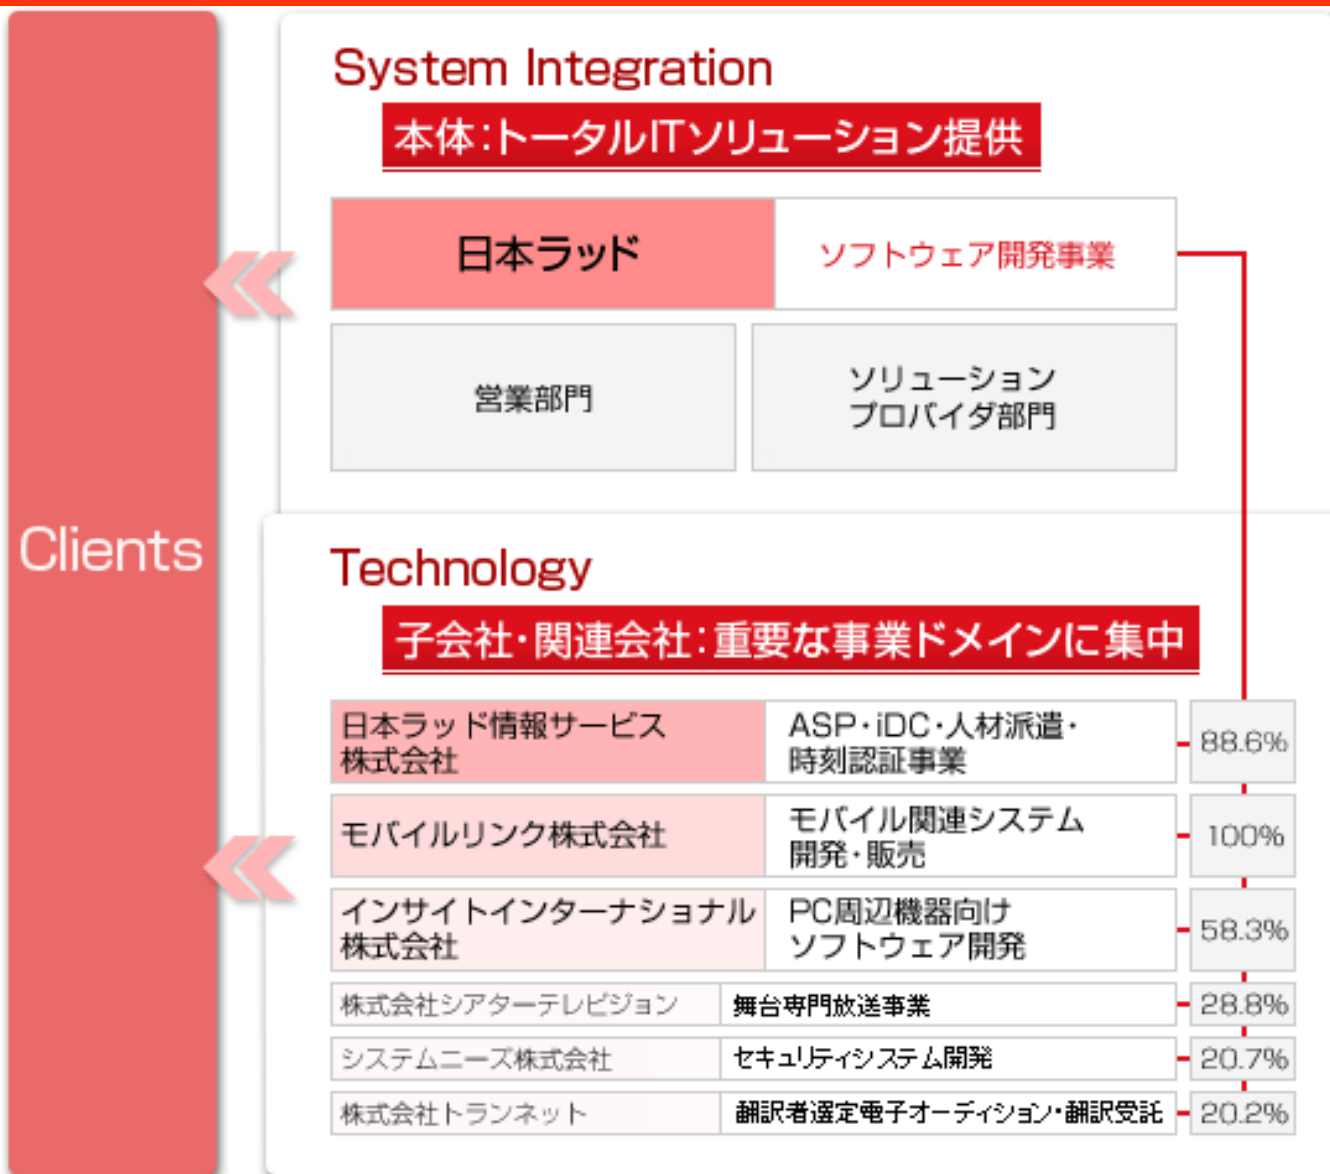 System Integration
本体：トータルITソリューション提供
日本ラッド
ソフトウェア開発事業
営業部門
ソリューション
プロバイダ部門
Clients
Technology
子会社・関連会社：重要な事業ドメインに集中
日本ラッド情報サービス
株式会社
ASP・iDC・人材派遣・
時刻認証事業
88.6%
モバイルリンク株式会社
モバイル関連システム
開発・販売
100%
インサイトインターナショナル
株式会社
PC周辺機器向け
ソフトウェア開発
58.3%
株式会社シアターテレビジョン
舞台専門放送事業
28.8%
システムニーズ株式会社
セキュリティシステム開発
20.7%
株式会社トランネット
翻訳者選定電子オーディション・翻訳受託
20.2%